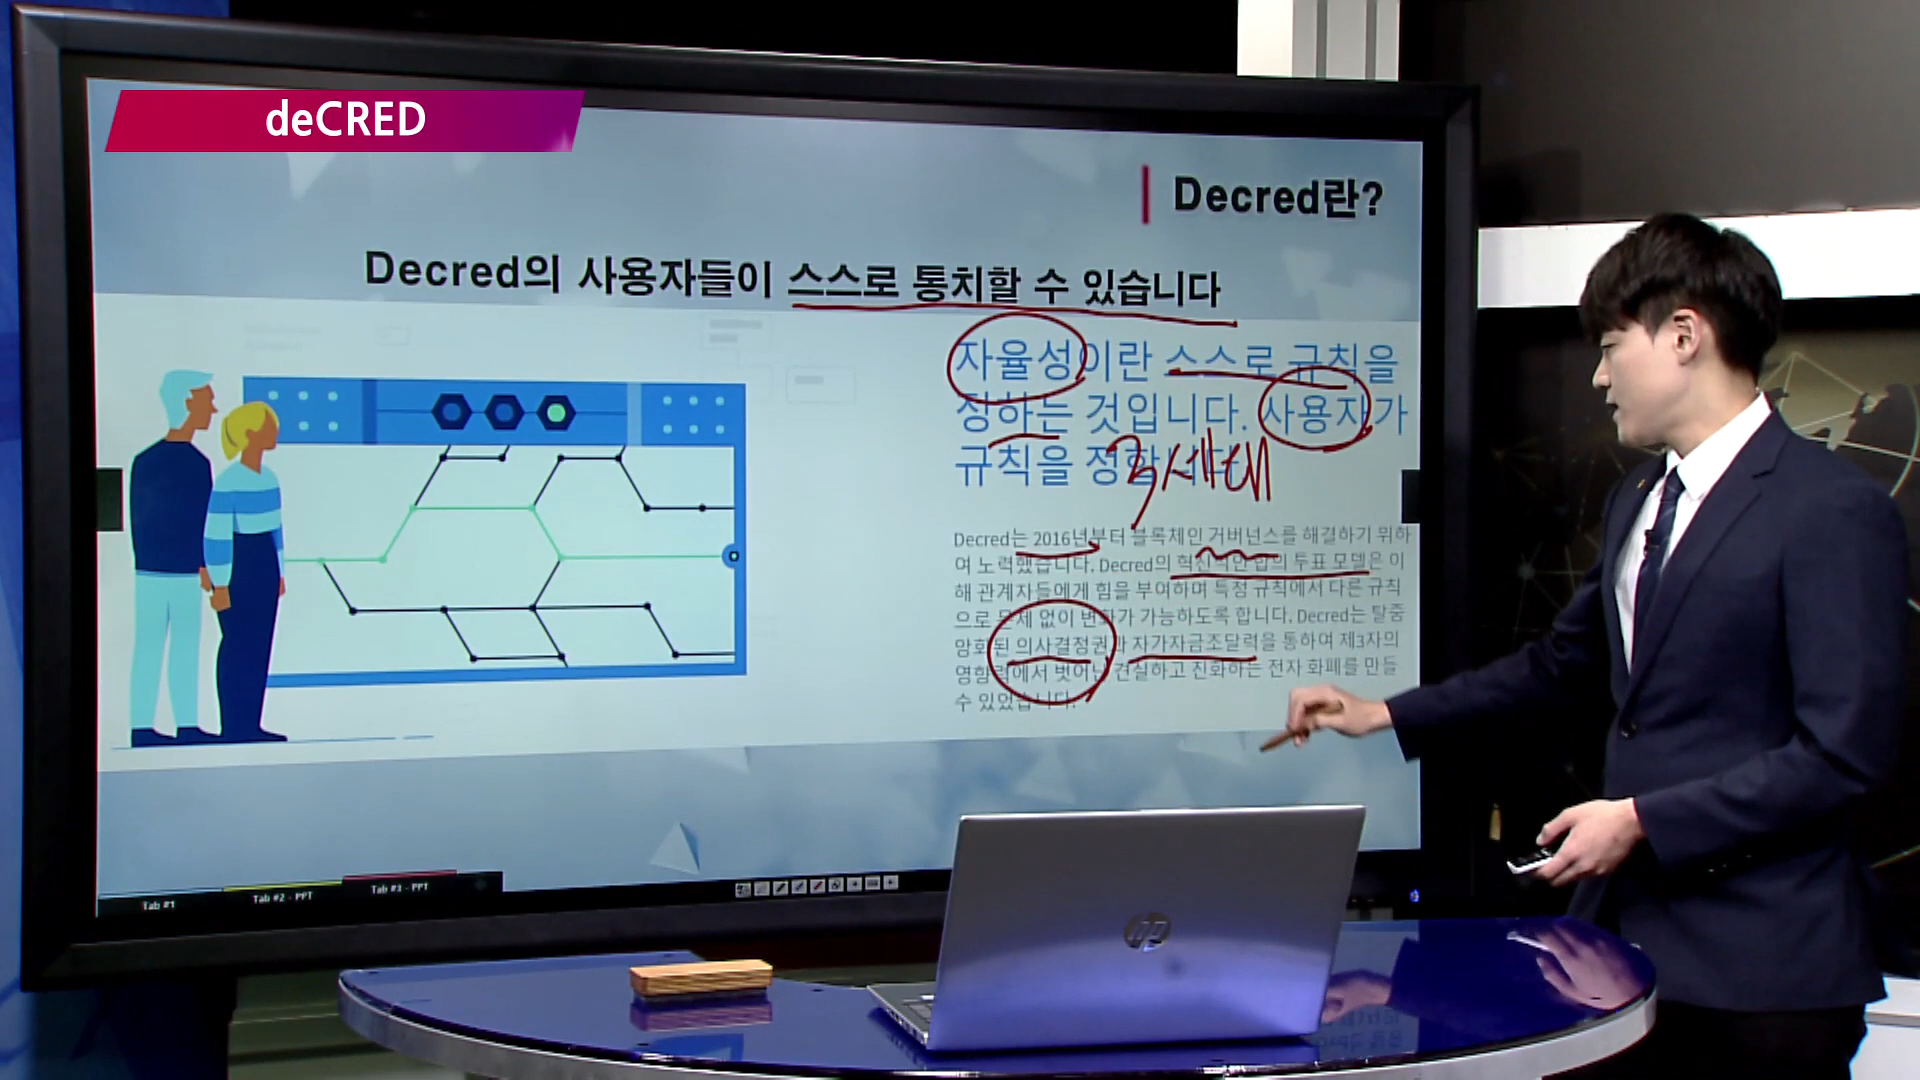 deCRED
Decred란?
Decred의 사용자들이 스스로 통치할 수 있습니다
자율성이란 스스로 규칙을
정하는 것입니다. 사용자가
규칙을 정합니다.
3세대
Decred는 2016년부터 블록체인 거버넌스를 해결하기 위하
여 노력했습니다. Decred의 혁신적인 합의 투표 모델은 이
해 관계자들에게 힘을 부여하며 특정 규칙에서 다른 규칙
으로 문제 없이 변화가 가능하도록 합니다. Decred는 탈중
앙화된 의사결정권과 자가자금조달력을 통하여 제3자의
영향력에서 벗어난 건실하고 진화하는 전자 화폐를 만들
수 있었습니다.
Tab #1
Tab #2 - PPT
Tab #3 - PPT
hp